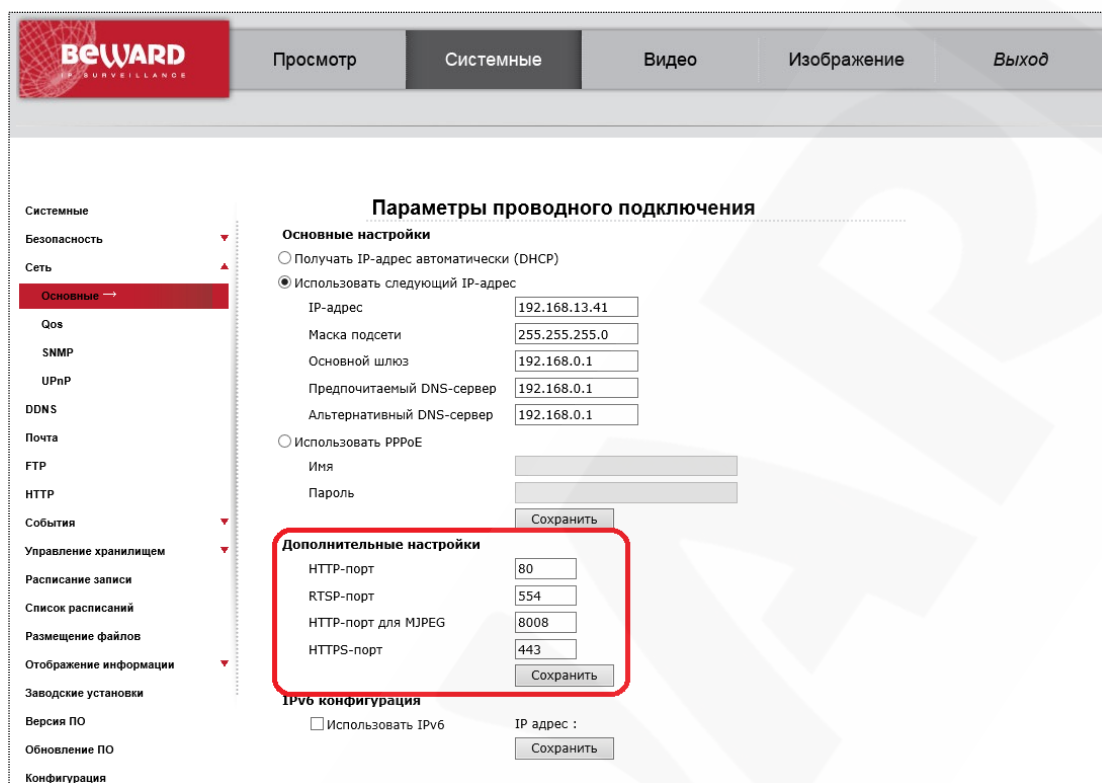 BEWARD
IP SURVEILLANCE
Просмотр
Системные
Видео
Изображение
Выход
Системные
Безопасность
Сеть
Основные →
Qos
SNMP
UPnP
DDNS
Почта
FTP
HTTP
События
Управление хранилищем
Расписание записи
Список расписаний
Размещение файлов
Отображение информации
Заводские установки
Версия ПО
Обновление ПО
Конфигурация
Параметры проводного подключения
Основные настройки
Получать IP-адрес автоматически (DHCP)
Использовать следующий IP-адрес
IP-адрес 192.168.13.41
Маска подсети 255.255.255.0
Основной шлюз 192.168.0.1
Предпочитаемый DNS-сервер 192.168.0.1
Альтернативный DNS-сервер 192.168.0.1
Использовать PPPoE
Имя
Пароль
Сохранить
Дополнительные настройки
HTTP-порт 80
RTSP-порт 554
HTTP-порт для MJPEG 8008
HTTPS-порт 443
Сохранить
IPv6 конфигурация
Использовать IPv6 IP адрес :
Сохранить